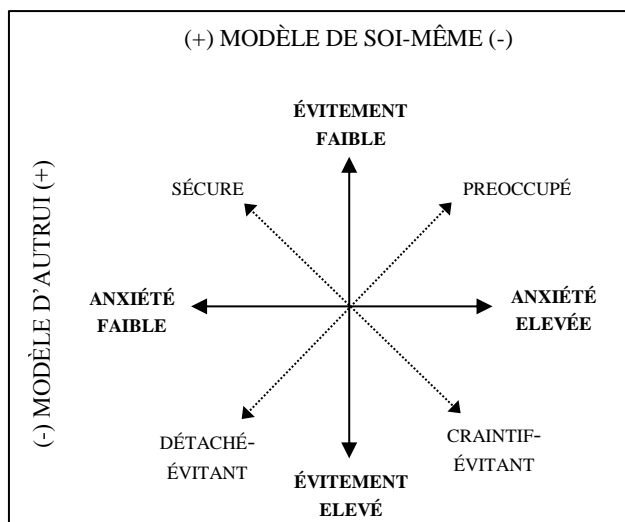 (+) MODÈLE DE SOI-MÊME (-)
ÉVITEMENT
FAIBLE
SÉCURE
PREOCCUPÉ
(-) MODÈLE D’AUTRUI (+)
ANXIÉTÉ
FAIBLE
ANXIÉTÉ
ELEVÉE
DÉTACHÉ-
ÉVITANT
CRAINTIF-
ÉVITANT
ÉVITEMENT
ELEVÉ